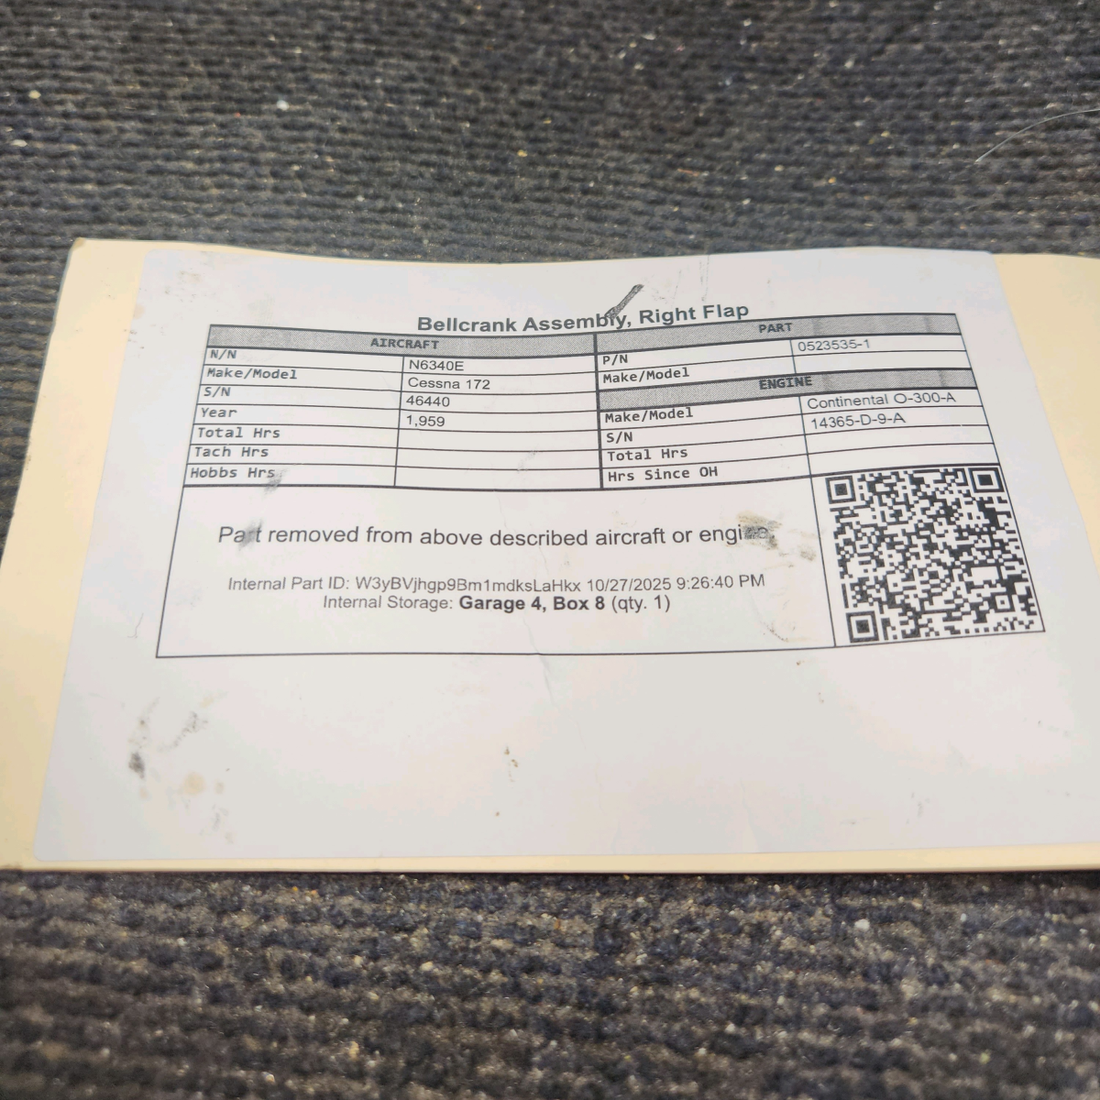 Bellcrank Assembly, Right Flap
AIRCRAFT
N/N N6340E
Make/Model Cessna 172
S/N 46440
Year 1,959
Total Hrs
Tach Hrs
Hobbs Hrs
PART
P/N 0523535-1
Make/Model
ENGINE
Make/Model Continental O-300-A
S/N 14365-D-9-A
Total Hrs
Hrs Since OH
Part removed from above described aircraft or engine.
Internal Part ID: W3yBVjhgp9Bm1mdksLaHkx 10/27/2025 9:26:40 PM
Internal Storage: Garage 4, Box 8 (qty. 1)